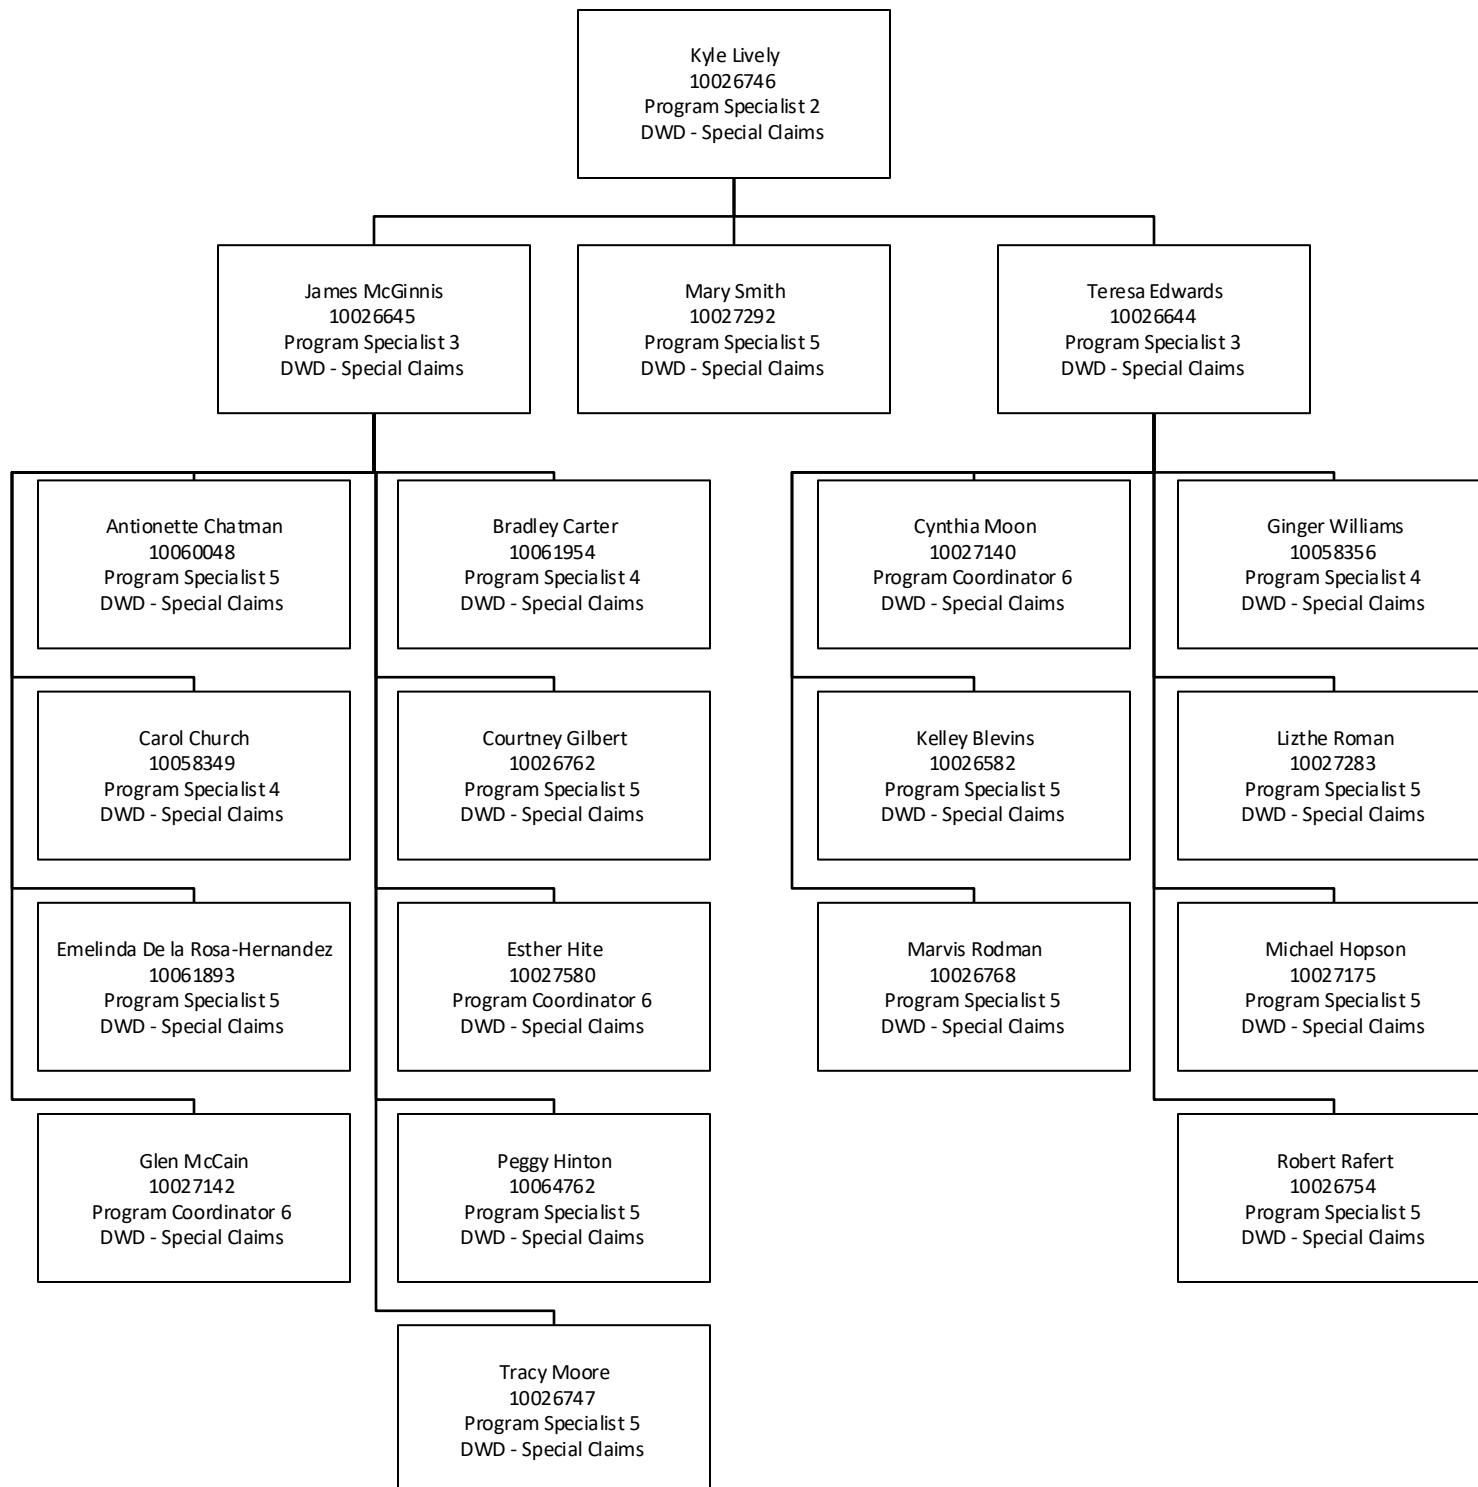 Kyle Lively
10026746
Program Specialist 2
DWD - Special Claims
James McGinnis
10026645
Program Specialist 3
DWD - Special Claims
Mary Smith
10027292
Program Specialist 5
DWD - Special Claims
Teresa Edwards
10026644
Program Specialist 3
DWD - Special Claims
Antionette Chatman
10060048
Program Specialist 5
DWD - Special Claims
Bradley Carter
10061954
Program Specialist 4
DWD - Special Claims
Cynthia Moon
10027140
Program Coordinator 6
DWD - Special Claims
Ginger Williams
10058356
Program Specialist 4
DWD - Special Claims
Carol Church
10058349
Program Specialist 4
DWD - Special Claims
Courtney Gilbert
10026762
Program Specialist 5
DWD - Special Claims
Kelley Blevins
10026582
Program Specialist 5
DWD - Special Claims
Lizthe Roman
10027283
Program Specialist 5
DWD - Special Claims
Emelinda De la Rosa-Hernandez
10061893
Program Specialist 5
DWD - Special Claims
Esther Hite
10027580
Program Coordinator 6
DWD - Special Claims
Marvis Rodman
10026768
Program Specialist 5
DWD - Special Claims
Michael Hopson
10027175
Program Specialist 5
DWD - Special Claims
Glen McCain
10027142
Program Coordinator 6
DWD - Special Claims
Peggy Hinton
10064762
Program Specialist 5
DWD - Special Claims
Robert Rafert
10026754
Program Specialist 5
DWD - Special Claims
Tracy Moore
10026747
Program Specialist 5
DWD - Special Claims